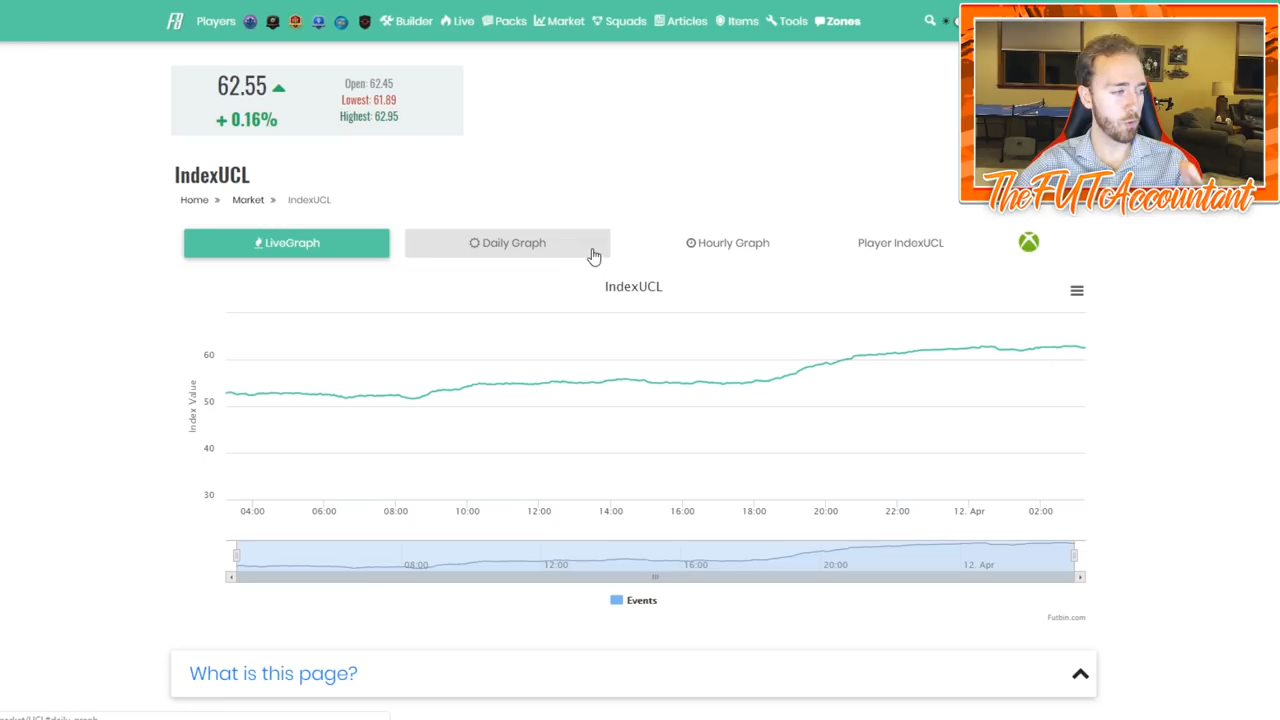 F8 Players Builder Live Packs Market Squads Articles Items Tools Zones
62.55
+ 0.16%
Open: 62.45
Lowest: 61.89
Highest: 62.95
TheFUTAccountant
IndexUCL
Home » Market » IndexUCL
LiveGraph Daily Graph Hourly Graph Player IndexUCL
IndexUCL
Index Value
60
50
40
30
04:00 06:00 08:00 10:00 12:00 14:00 16:00 18:00 20:00 22:00 12. Apr 02:00
08:00 12:00 16:00 20:00 12. Apr
Events
Futbin.com
What is this page?